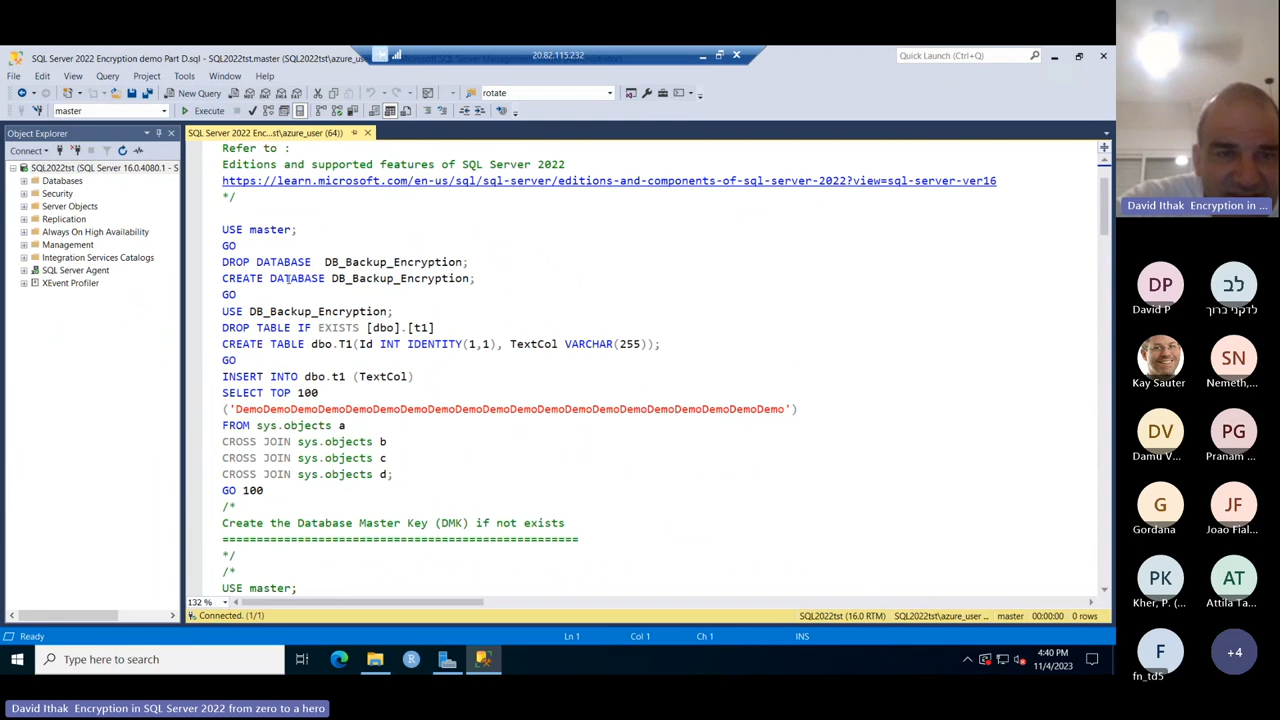 SQL Server 2022 Encryption demo Part D.sql - SQL2022tst.master (SQL2022tst\azure_us
20.82.115.232
Quick Launch (Ctrl+Q)
File Edit View Query Project Tools Window Help
New Query
rotate
master
Execute
Object Explorer
SQL Server 2022 Enc...st\azure_user (64))
Connect
SQL2022tst (SQL Server 16.0.4080.1 - S
Databases
Security
Server Objects
Replication
Always On High Availability
Management
Integration Services Catalogs
SQL Server Agent
XEvent Profiler
Refer to :
Editions and supported features of SQL Server 2022
https://learn.microsoft.com/en-us/sql/sql-server/editions-and-components-of-sql-server-2022?view=sql-server-ver16
*/
USE master;
GO
DROP DATABASE  DB_Backup_Encryption;
CREATE DATABASE DB_Backup_Encryption;
GO
USE DB_Backup_Encryption;
DROP TABLE IF EXISTS [dbo].[t1]
CREATE TABLE dbo.T1(Id INT IDENTITY(1,1), TextCol VARCHAR(255));
GO
INSERT INTO dbo.t1 (TextCol)
SELECT TOP 100
('DemoDemoDemoDemoDemoDemoDemoDemoDemoDemoDemoDemoDemoDemoDemoDemoDemoDemoDemoDemo')
FROM sys.objects a
CROSS JOIN sys.objects b
CROSS JOIN sys.objects c
CROSS JOIN sys.objects d;
GO 100
/*
Create the Database Master Key (DMK) if not exists
====================================================
*/
/*
USE master;
132 %
Connected. (1/1)
SQL2022tst (16.0 RTM)
SQL2022tst\azure_user ...
master
00:00:00
0 rows
Ready
Ln 1
Col 1
Ch 1
INS
Type here to search
R
4:40 PM
11/4/2023
David Ithak Encryption in SQL Server 2022 from zero to a hero
David Ithak Encryption in ...
DP
David P
לב
לדקני ברוך
Kay Sauter
SN
Nemeth,...
DV
Damu V...
PG
Pranam ...
G
Gordana
JF
Joao Fial...
PK
Kher, P. (...
AT
Attila Ta...
F
fn_td5
+4